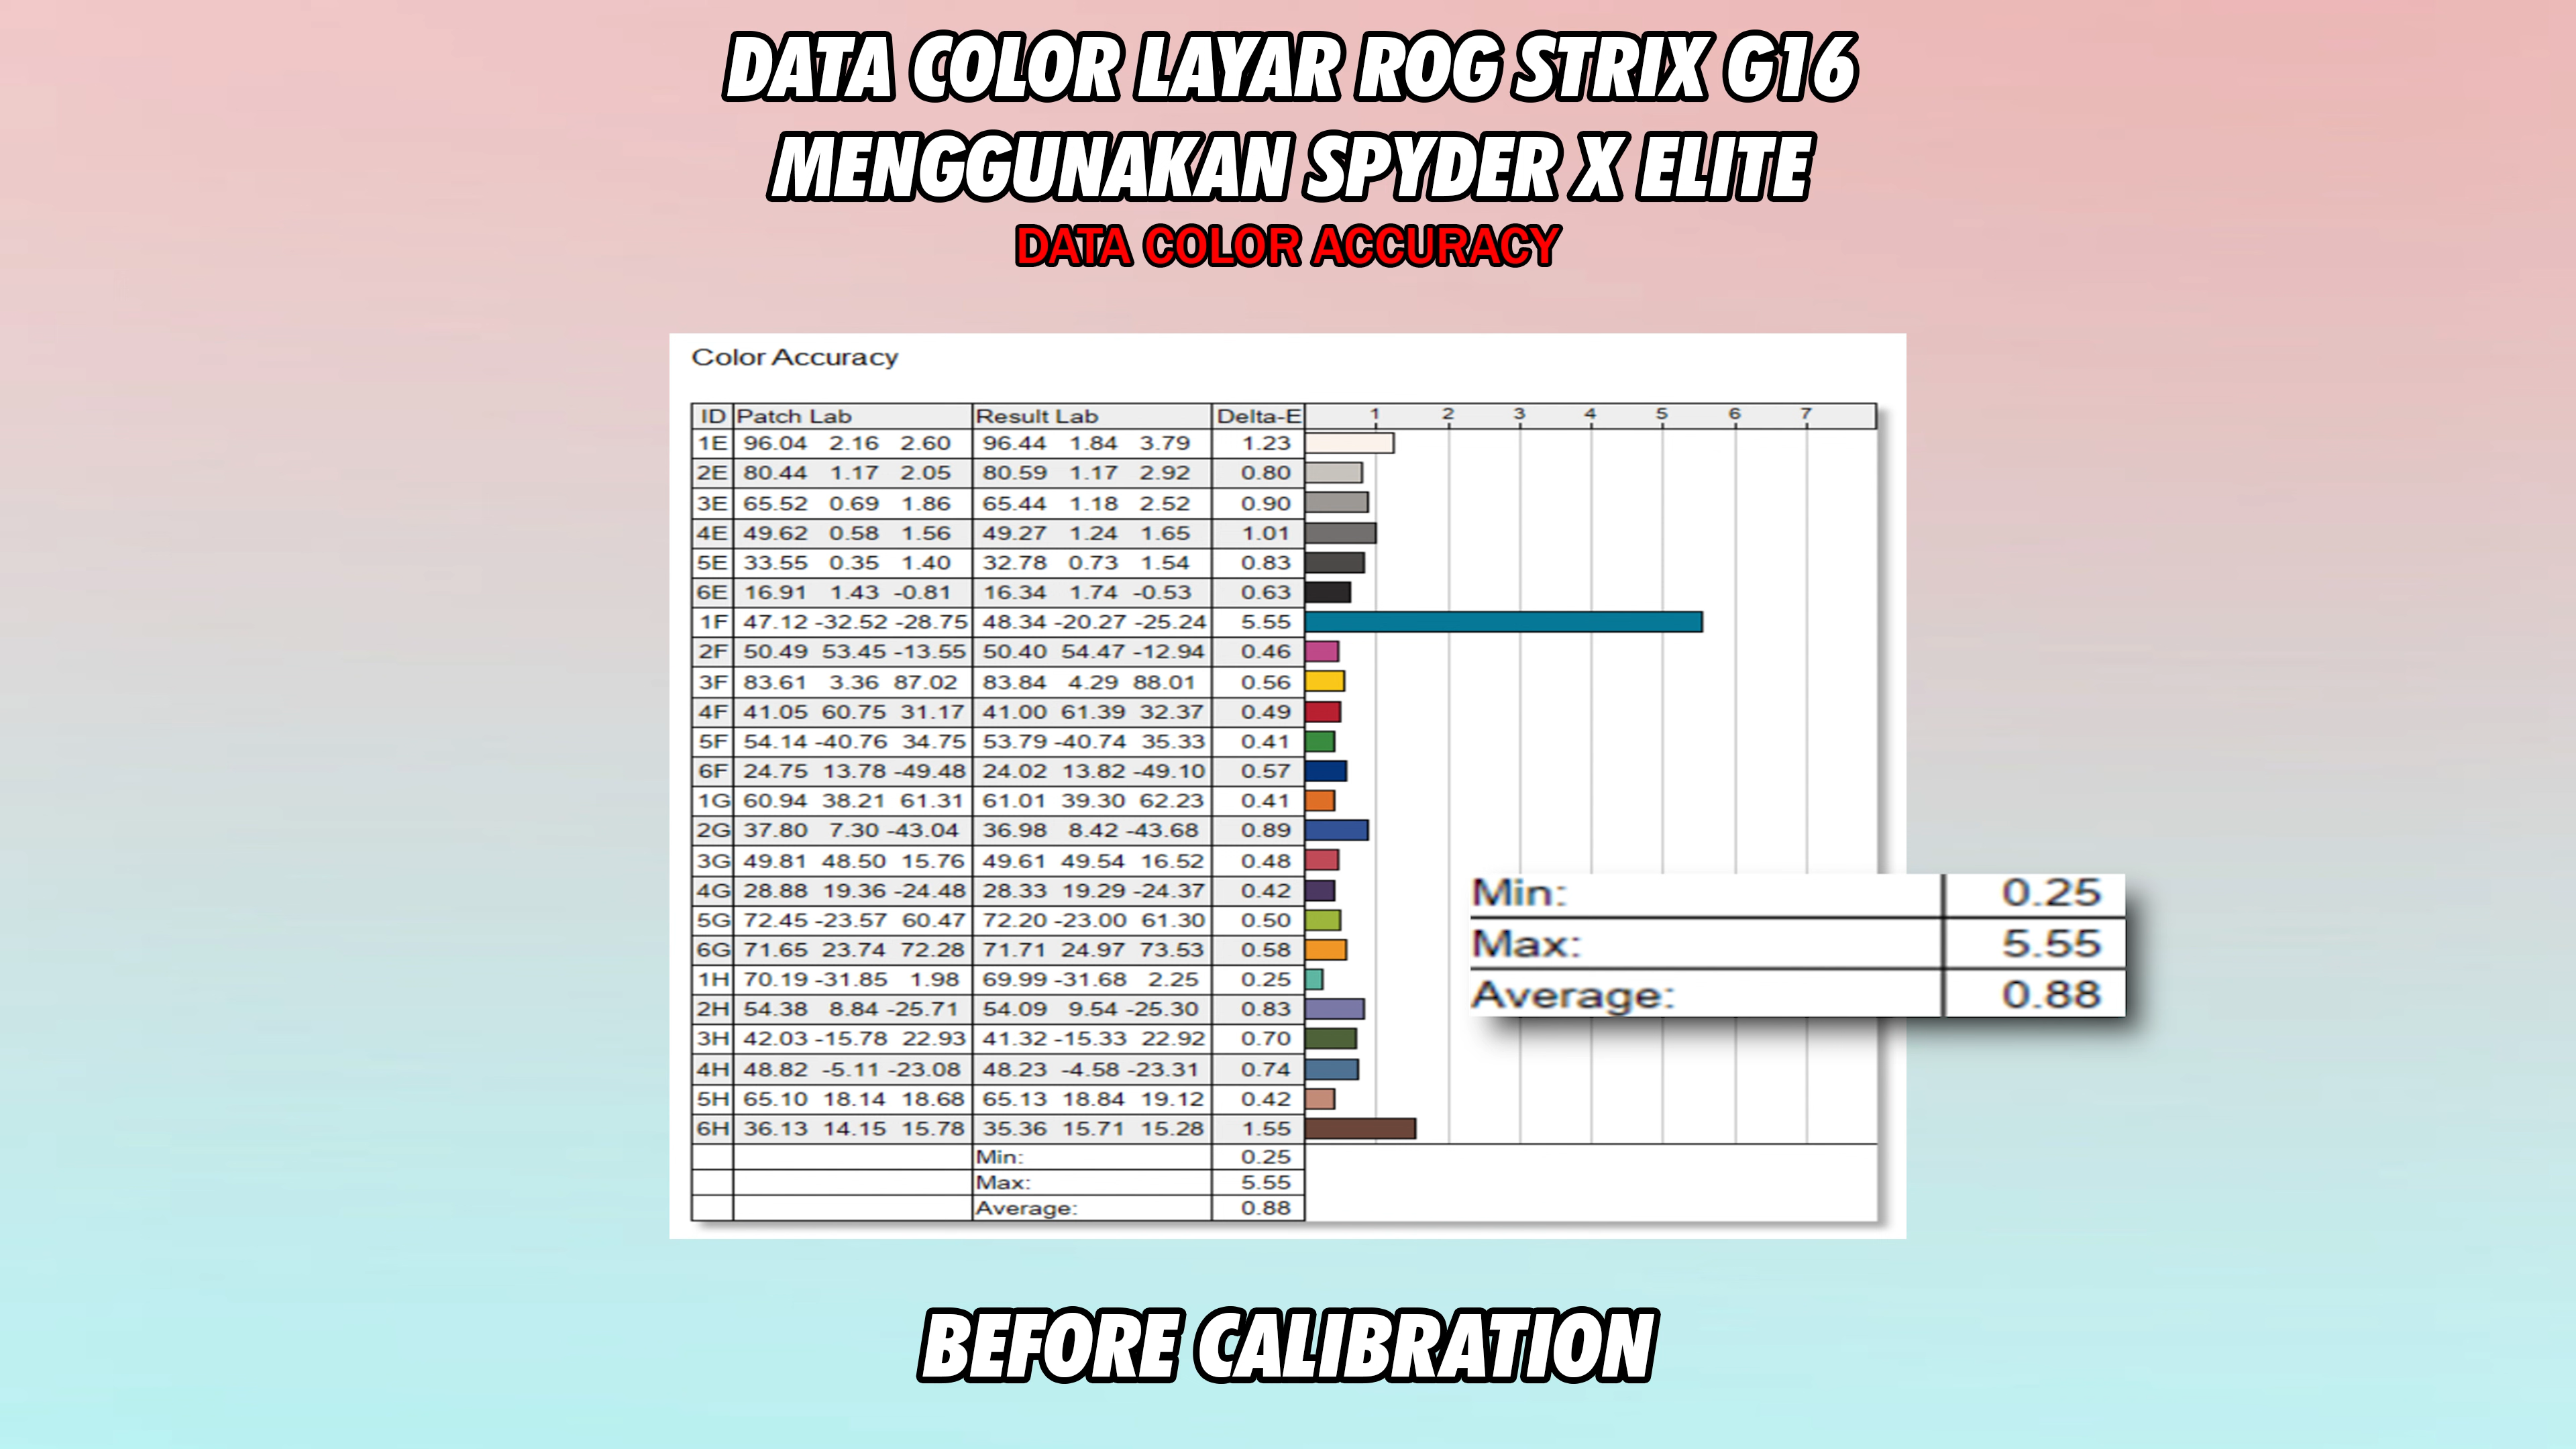 DATA COLOR LAYAR ROG STRIX G16
MENGGUNAKAN SPYDER X ELITE
DATA COLOR ACCURACY
Color Accuracy
ID Patch Lab Result Lab Delta-E 1 2 3 4 5 6 7
1E 96.04 2.16 2.60 96.44 1.84 3.79 1.23
2E 80.44 1.17 2.05 80.59 1.17 2.92 0.80
3E 65.52 0.69 1.86 65.44 1.18 2.52 0.90
4E 49.62 0.58 1.56 49.27 1.24 1.65 1.01
5E 33.55 0.35 1.40 32.78 0.73 1.54 0.83
6E 16.91 1.43 -0.81 16.34 1.74 -0.53 0.63
1F 47.12 -32.52 -28.75 48.34 -20.27 -25.24 5.55
2F 50.49 53.45 -13.55 50.40 54.47 -12.94 0.46
3F 83.61 3.36 87.02 83.84 4.29 88.01 0.56
4F 41.05 60.75 31.17 41.00 61.39 32.37 0.49
5F 54.14 -40.76 34.75 53.79 -40.74 35.33 0.41
6F 24.75 13.78 -49.48 24.02 13.82 -49.10 0.57
1G 60.94 38.21 61.31 61.01 39.30 62.23 0.41
2G 37.80 7.30 -43.04 36.98 8.42 -43.68 0.89
3G 49.81 48.50 15.76 49.61 49.54 16.52 0.48
4G 28.88 19.36 -24.48 28.33 19.29 -24.37 0.42
5G 72.45 -23.57 60.47 72.20 -23.00 61.30 0.50
6G 71.65 23.74 72.28 71.71 24.97 73.53 0.58
1H 70.19 -31.85 1.98 69.99 -31.68 2.25 0.25
2H 54.38 8.84 -25.71 54.09 9.54 -25.30 0.83
3H 42.03 -15.78 22.93 41.32 -15.33 22.92 0.70
4H 48.82 -5.11 -23.08 48.23 -4.58 -23.31 0.74
5H 65.10 18.14 18.68 65.13 18.84 19.12 0.42
6H 36.13 14.15 15.78 35.36 15.71 15.28 1.55
Min: 0.25
Max: 5.55
Average: 0.88
Min: 0.25
Max: 5.55
Average: 0.88
BEFORE CALIBRATION